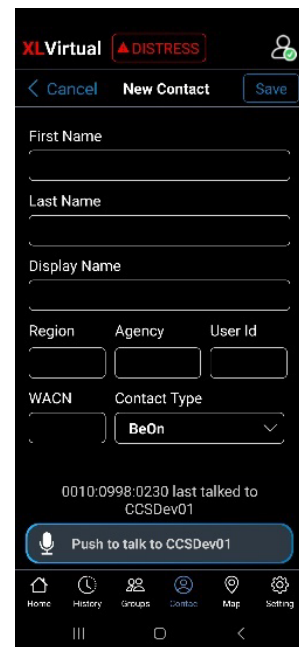 XLVirtual DISTRESS
Cancel New Contact Save
First Name
Last Name
Display Name
Region Agency User Id
WACN Contact Type
BeOn
0010:0998:0230 last talked to
CCSDev01
Push to talk to CCSDev01
Home History Groups Contac Map Setting